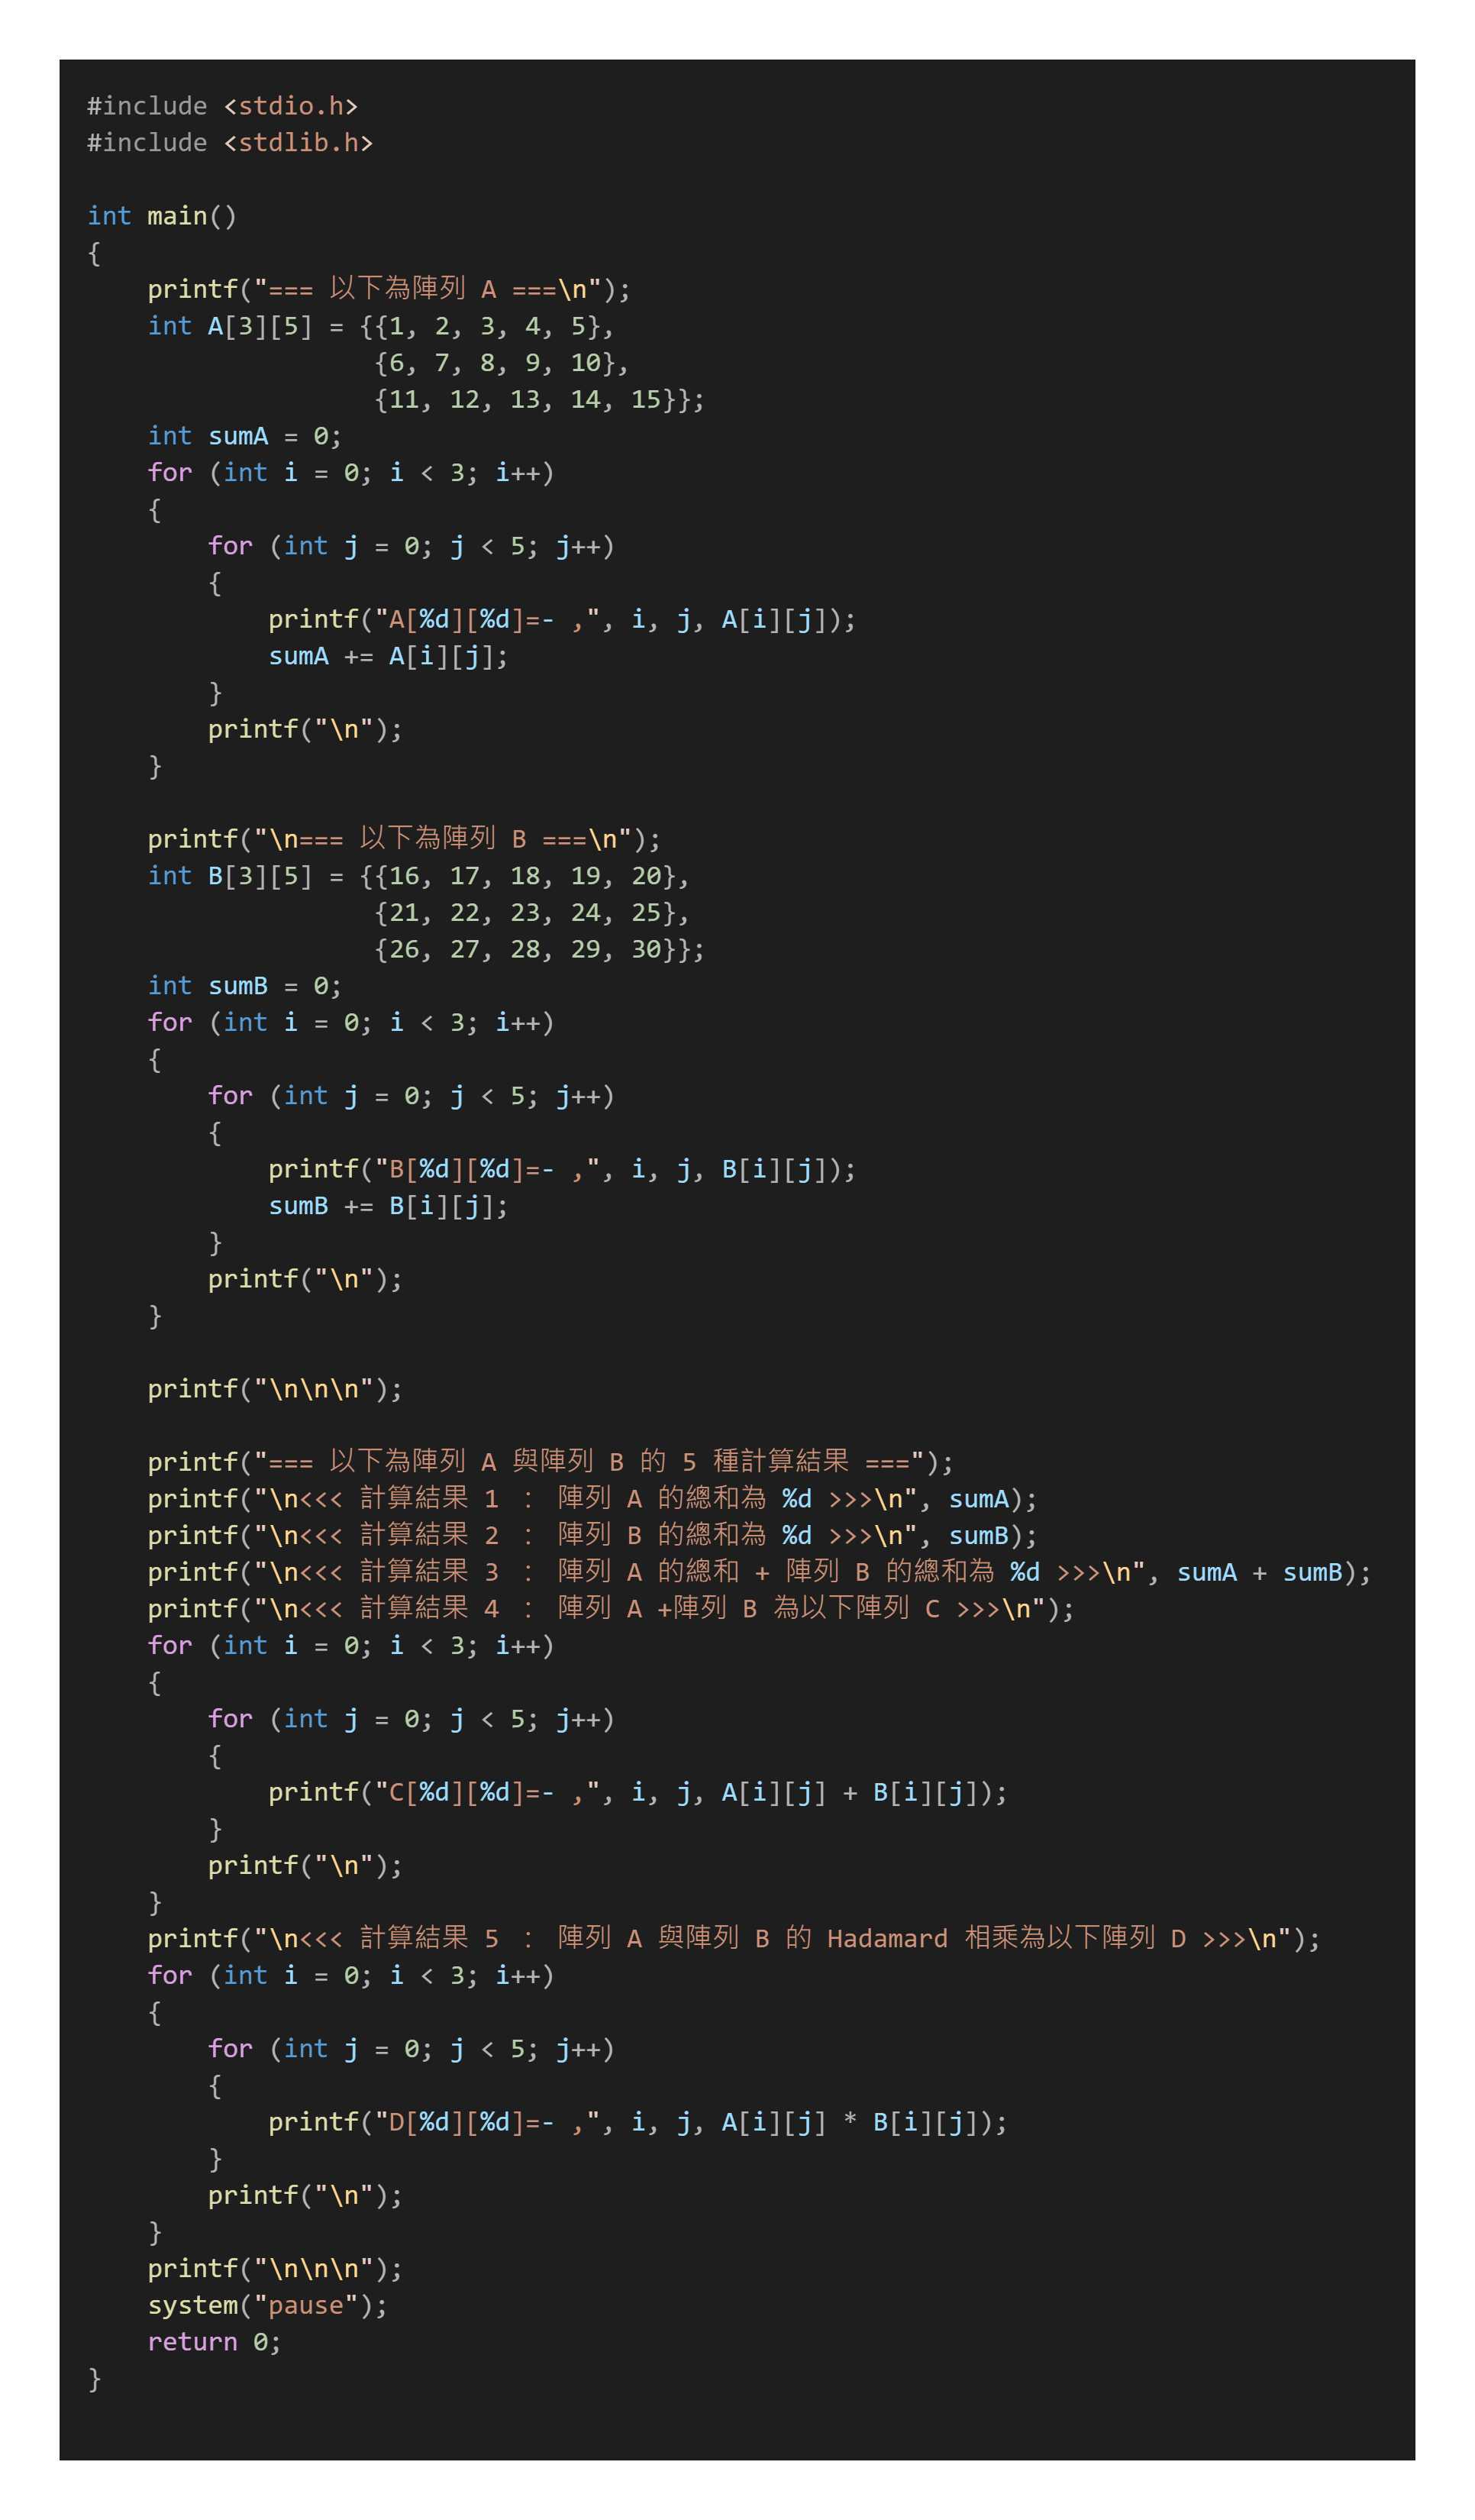 #include <stdio.h>
#include <stdlib.h>

int main()
{
    printf("=== 以下為陣列 A ===\n");
    int A[3][5] = {{1, 2, 3, 4, 5},
                   {6, 7, 8, 9, 10},
                   {11, 12, 13, 14, 15}};
    int sumA = 0;
    for (int i = 0; i < 3; i++)
    {
        for (int j = 0; j < 5; j++)
        {
            printf("A[%d][%d]=- ,", i, j, A[i][j]);
            sumA += A[i][j];
        }
        printf("\n");
    }

    printf("\n=== 以下為陣列 B ===\n");
    int B[3][5] = {{16, 17, 18, 19, 20},
                   {21, 22, 23, 24, 25},
                   {26, 27, 28, 29, 30}};
    int sumB = 0;
    for (int i = 0; i < 3; i++)
    {
        for (int j = 0; j < 5; j++)
        {
            printf("B[%d][%d]=- ,", i, j, B[i][j]);
            sumB += B[i][j];
        }
        printf("\n");
    }

    printf("\n\n\n");

    printf("=== 以下為陣列 A 與陣列 B 的 5 種計算結果 ===");
    printf("\n<<< 計算結果 1 ： 陣列 A 的總和為 %d >>>\n", sumA);
    printf("\n<<< 計算結果 2 ： 陣列 B 的總和為 %d >>>\n", sumB);
    printf("\n<<< 計算結果 3 ： 陣列 A 的總和 + 陣列 B 的總和為 %d >>>\n", sumA + sumB);
    printf("\n<<< 計算結果 4 ： 陣列 A +陣列 B 為以下陣列 C >>>\n");
    for (int i = 0; i < 3; i++)
    {
        for (int j = 0; j < 5; j++)
        {
            printf("C[%d][%d]=- ,", i, j, A[i][j] + B[i][j]);
        }
        printf("\n");
    }
    printf("\n<<< 計算結果 5 ： 陣列 A 與陣列 B 的 Hadamard 相乘為以下陣列 D >>>\n");
    for (int i = 0; i < 3; i++)
    {
        for (int j = 0; j < 5; j++)
        {
            printf("D[%d][%d]=- ,", i, j, A[i][j] * B[i][j]);
        }
        printf("\n");
    }
    printf("\n\n\n");
    system("pause");
    return 0;
}